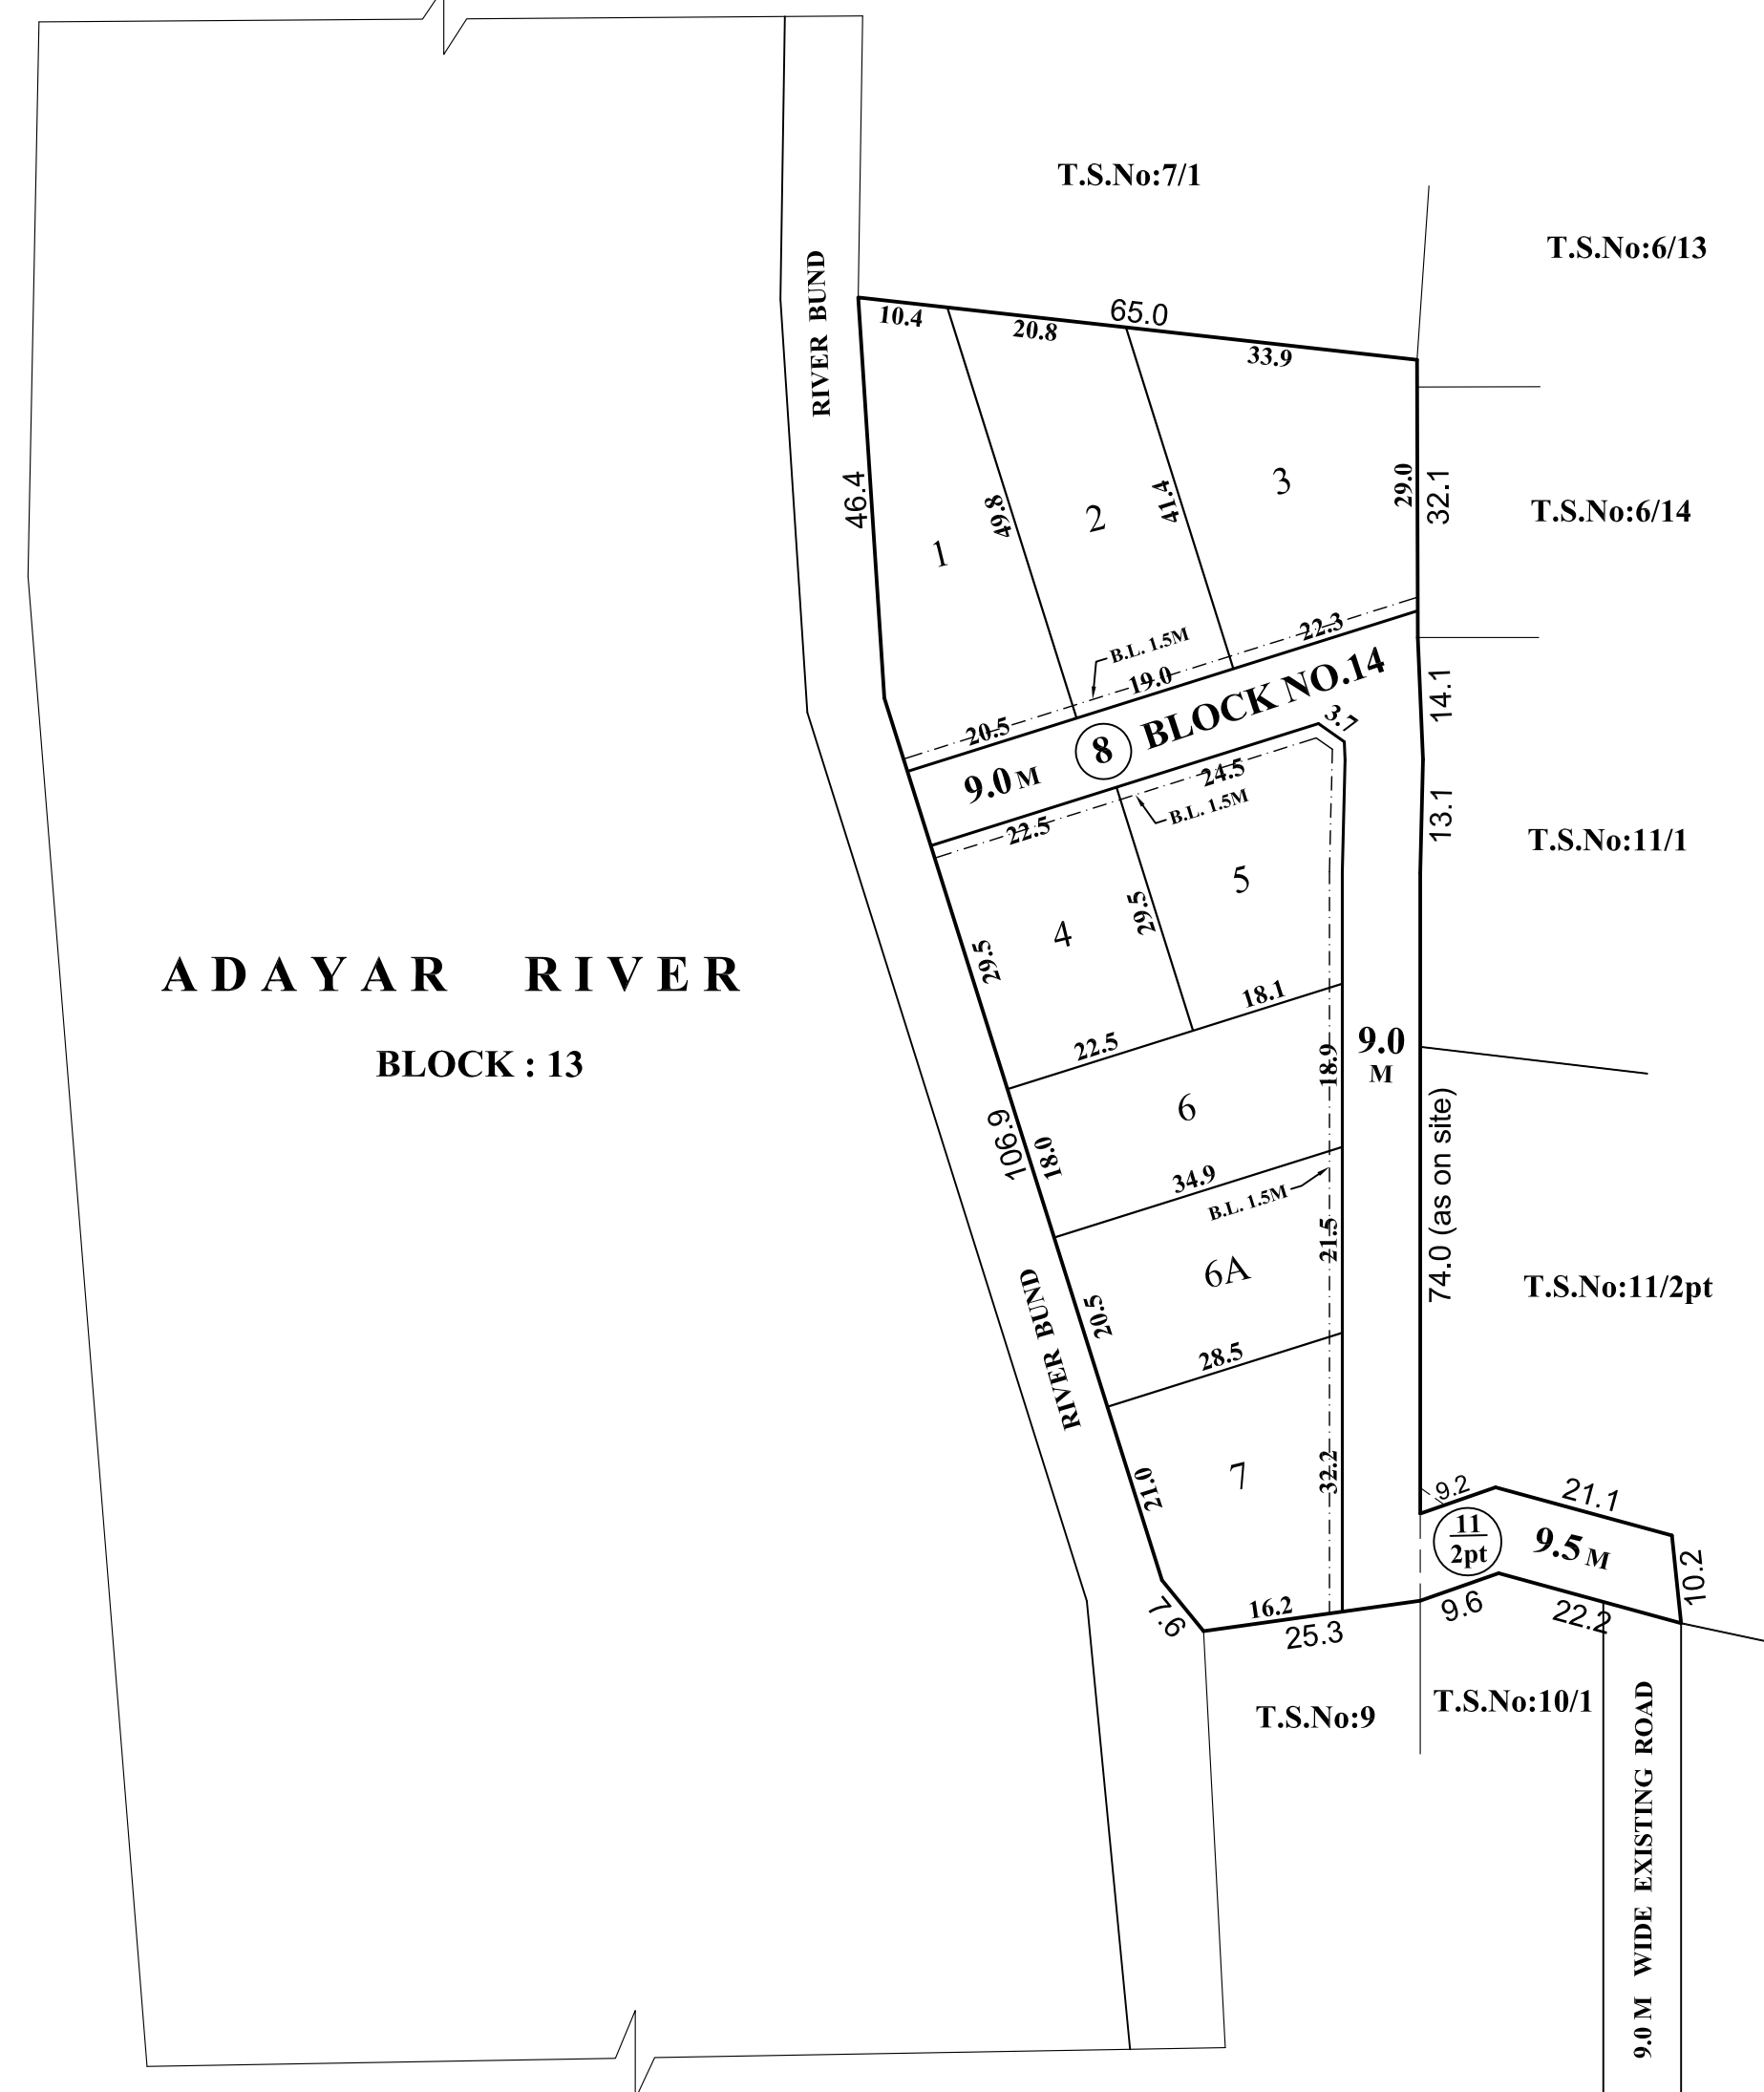 T.S.No:7/1
T.S.No:6/13
RIVER BUND
10.4
20.8
65.0
33.9
46.4
49.8
41.4
29.0
32.1
T.S.No:6/14
1
2
3
B.L. 1.5M
22.3
19.0
20.5
9.0 M
8
BLOCK NO.14
3.7
14.1
13.1
24.5
B.L. 1.5M
22.5
T.S.No:11/1
5
4
29.5
29.5
ADAYAR RIVER
BLOCK : 13
18.1
22.5
18.9
9.0
M
6
106.9
18.0
34.9
B.L. 1.5M
74.0 (as on site)
21.5
6A
T.S.No:11/2pt
RIVER BUND
20.5
28.5
7
21.0
32.2
9.2
21.1
11
2pt
9.5 M
10.2
7.6
16.2
25.3
9.6
22.2
T.S.No:9
T.S.No:10/1
9.0 M WIDE EXISTING ROAD